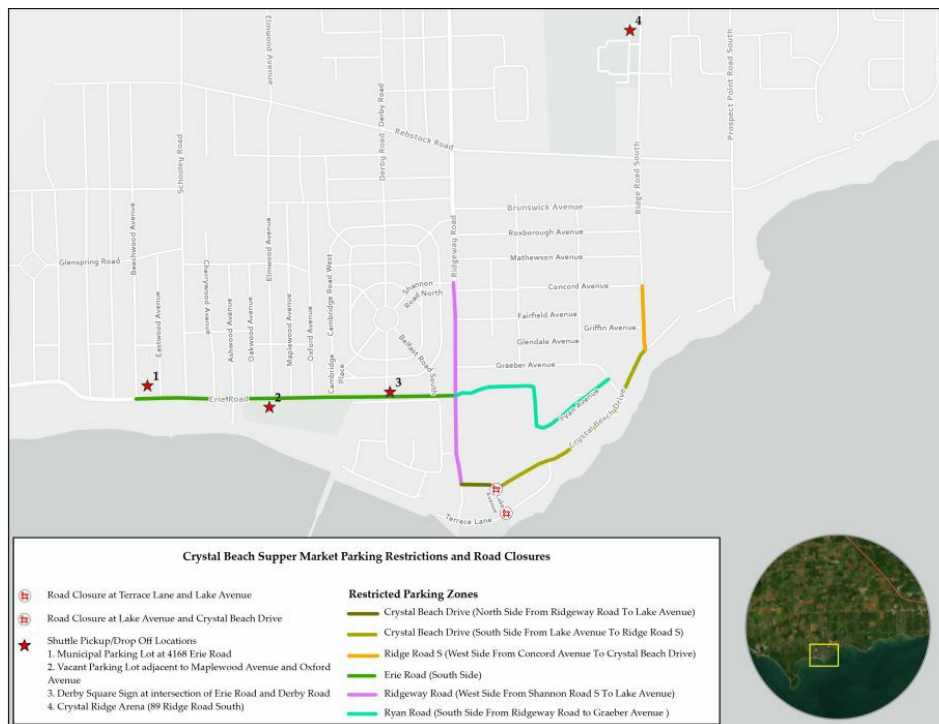 4
Elmwood Avenue
Derby Road
Prospect Point Road South
Rebstock Road
Schooley Road
Derby Road
Ridge Road South
Brunswick Avenue
Roxborough Avenue
Mathewson Avenue
Beechwood Avenue
Glenspring Road
Cherrywood Avenue
Elmwood Avenue
Cambridge Road West
Ridgeway Road
Shannon
Road North
Concord Avenue
Fairfield Avenue
Griffin Avenue
Glendale Avenue
Eastwood Avenue
Ashwood Avenue
Oakwood Avenue
Maplewood Avenue
Oxford Avenue
Cambridge
Place
Belfast Road South
Graeber Avenue
1
2
3
Erie Road
Ryan Avenue
Crystal Beach Drive
Lake
Avenue
Terrace Lane
Crystal Beach Supper Market Parking Restrictions and Road Closures
Road Closure at Terrace Lane and Lake Avenue
Road Closure at Lake Avenue and Crystal Beach Drive
Shuttle Pickup/Drop Off Locations
1. Municipal Parking Lot at 4168 Erie Road
2. Vacant Parking Lot adjacent to Maplewood Avenue and Oxford
Avenue
3. Derby Square Sign at intersection of Erie Road and Derby Road
4. Crystal Ridge Arena (89 Ridge Road South)
Restricted Parking Zones
Crystal Beach Drive (North Side From Ridgeway Road To Lake Avenue)
Crystal Beach Drive (South Side From Lake Avenue To Ridge Road S)
Ridge Road S (West Side From Concord Avenue To Crystal Beach Drive)
Erie Road (South Side)
Ridgeway Road (West Side From Shannon Road S To Lake Avenue)
Ryan Road (South Side From Ridgeway Road to Graeber Avenue )